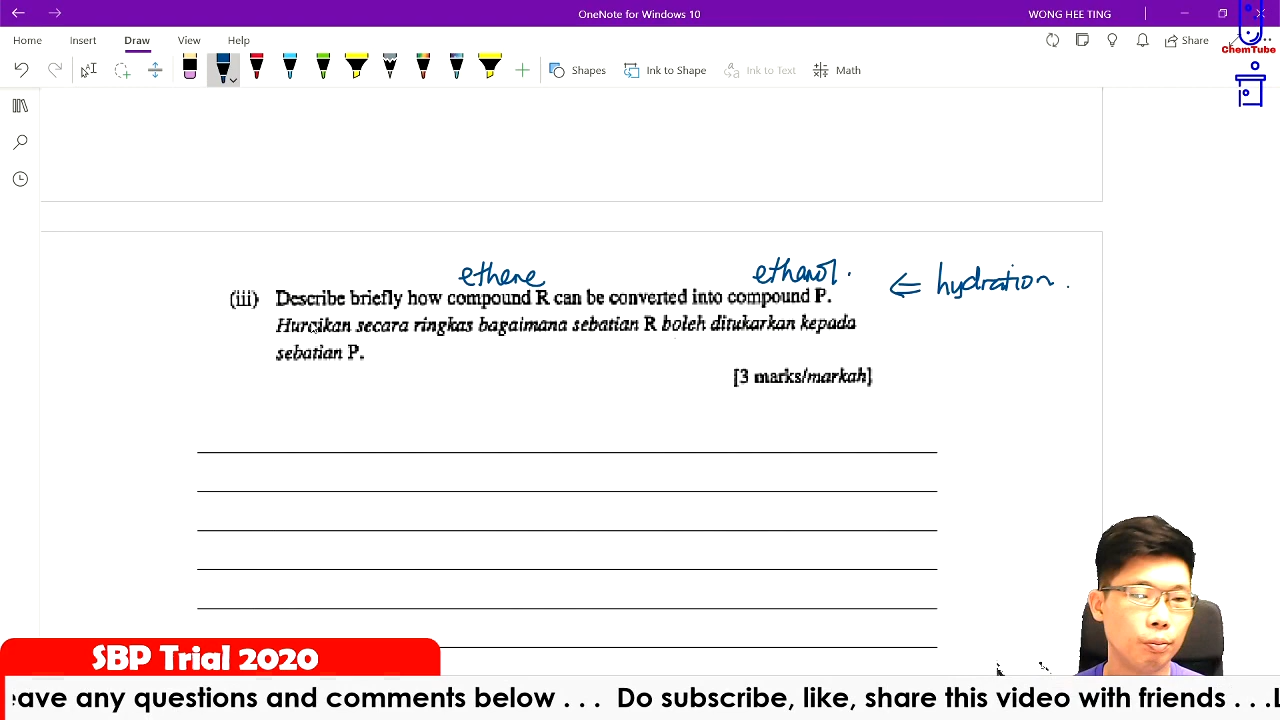 OneNote for Windows 10
WONG HEE TING
Home Insert Draw View Help
Share
ChemTube
Shapes Ink to Shape Ink to Text Math
ethene ethanol. ⇐ hydration.
(iii) Describe briefly how compound R can be converted into compound P.
Huraikan secara ringkas bagaimana sebatian R boleh ditukarkan kepada
sebatian P.
[3 marks/markah]
SBP Trial 2020
eave any questions and comments below . . . Do subscribe, like, share this video with friends . . .L